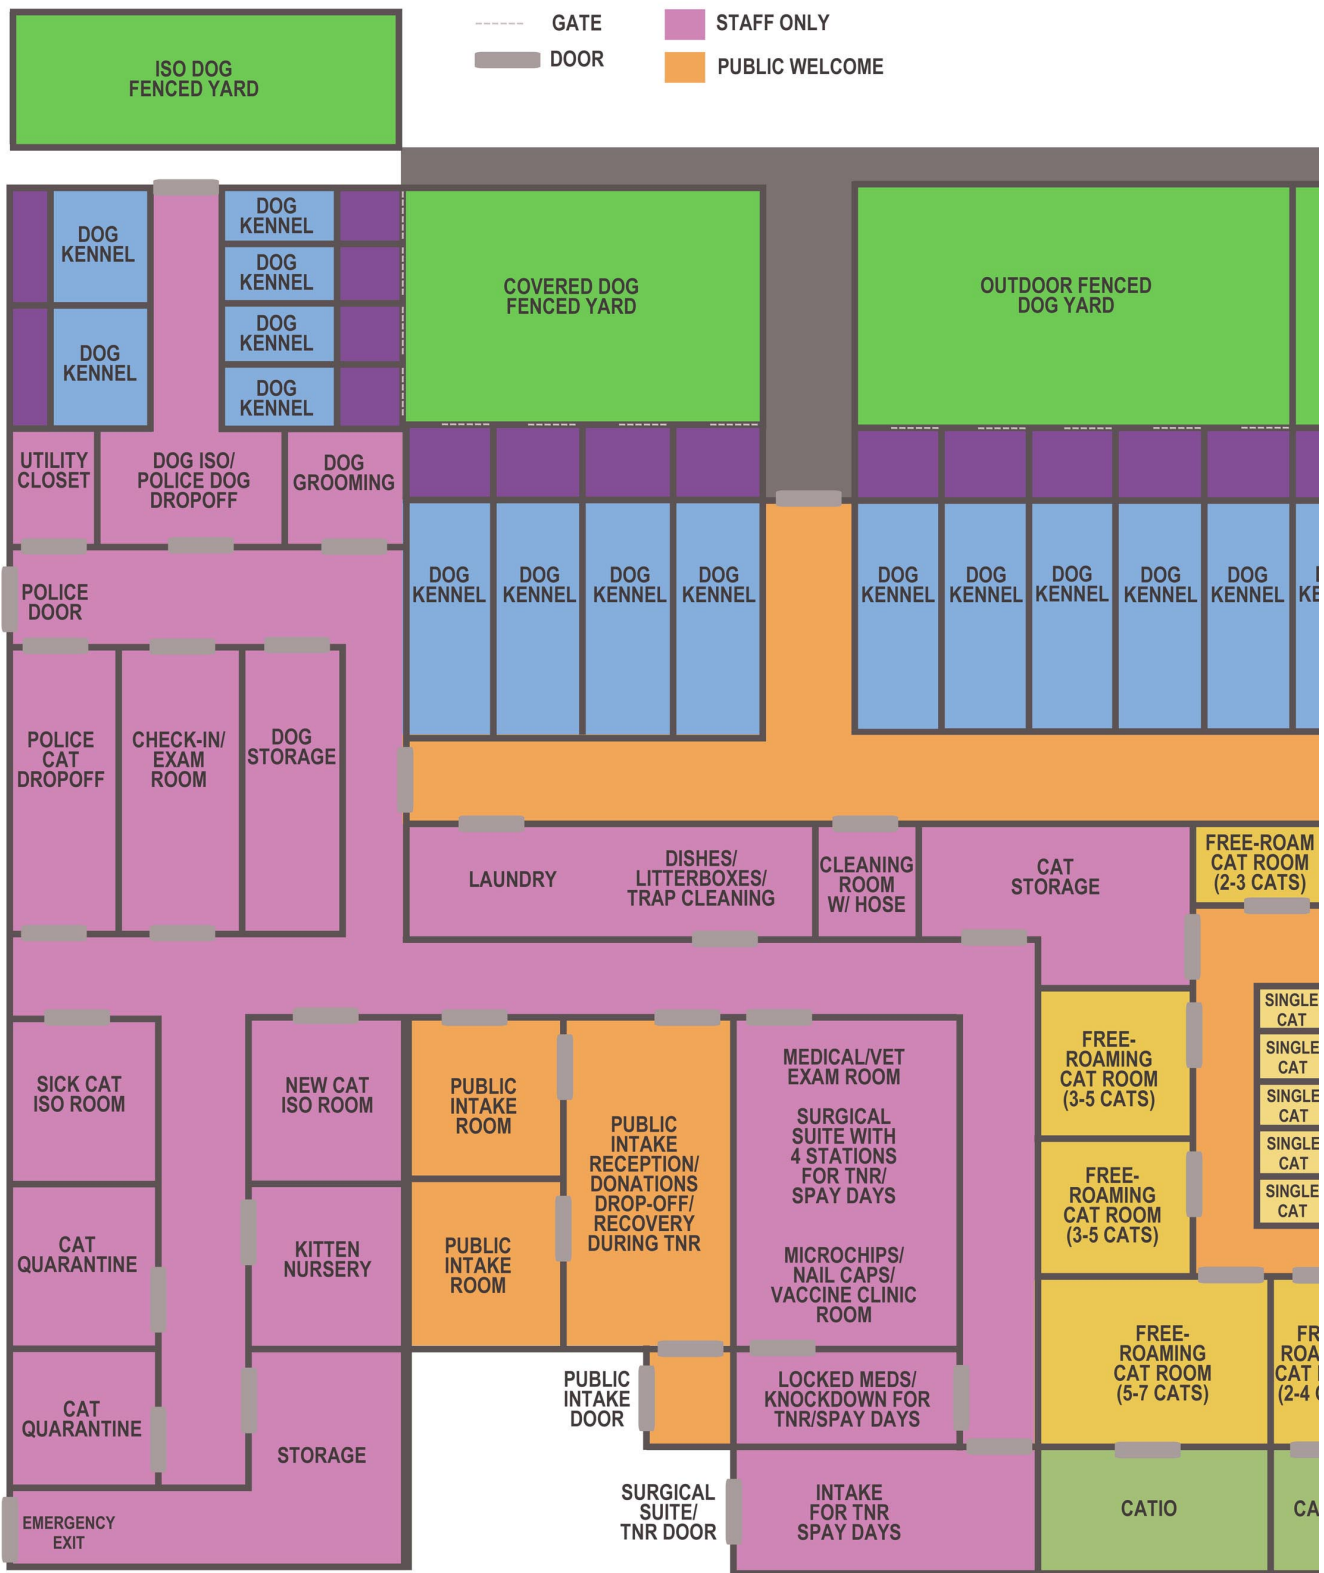 GATE
STAFF ONLY
DOOR
PUBLIC WELCOME
ISO DOG
FENCED YARD
DOG
KENNEL
DOG
KENNEL
DOG
KENNEL
DOG
KENNEL
DOG
KENNEL
DOG
KENNEL
COVERED DOG
FENCED YARD
OUTDOOR FENCED
DOG YARD
UTILITY
CLOSET
DOG ISO/
POLICE DOG
DROPOFF
DOG
GROOMING
POLICE
DOOR
DOG
KENNEL
DOG
KENNEL
DOG
KENNEL
DOG
KENNEL
DOG
KENNEL
DOG
KENNEL
DOG
KENNEL
DOG
KENNEL
DOG
KENNEL
POLICE
CAT
DROPOFF
CHECK-IN/
EXAM
ROOM
DOG
STORAGE
LAUNDRY
DISHES/
LITTERBOXES/
TRAP CLEANING
CLEANING
ROOM
W/ HOSE
CAT
STORAGE
FREE-ROAM
CAT ROOM
(2-3 CATS)
SICK CAT
ISO ROOM
NEW CAT
ISO ROOM
PUBLIC
INTAKE
ROOM
PUBLIC
INTAKE
RECEPTION/
DONATIONS
DROP-OFF/
RECOVERY
DURING TNR
MEDICAL/VET
EXAM ROOM
SURGICAL
SUITE WITH
4 STATIONS
FOR TNR/
SPAY DAYS
MICROCHIPS/
NAIL CAPS/
VACCINE CLINIC
ROOM
FREE-
ROAMING
CAT ROOM
(3-5 CATS)
FREE-
ROAMING
CAT ROOM
(3-5 CATS)
SINGLE
CAT
SINGLE
CAT
SINGLE
CAT
SINGLE
CAT
SINGLE
CAT
CAT
QUARANTINE
KITTEN
NURSERY
PUBLIC
INTAKE
ROOM
CAT
QUARANTINE
STORAGE
PUBLIC
INTAKE
DOOR
LOCKED MEDS/
KNOCKDOWN FOR
TNR/SPAY DAYS
FREE-
ROAMING
CAT ROOM
(5-7 CATS)
EMERGENCY
EXIT
SURGICAL
SUITE/
TNR DOOR
INTAKE
FOR TNR
SPAY DAYS
CATIO